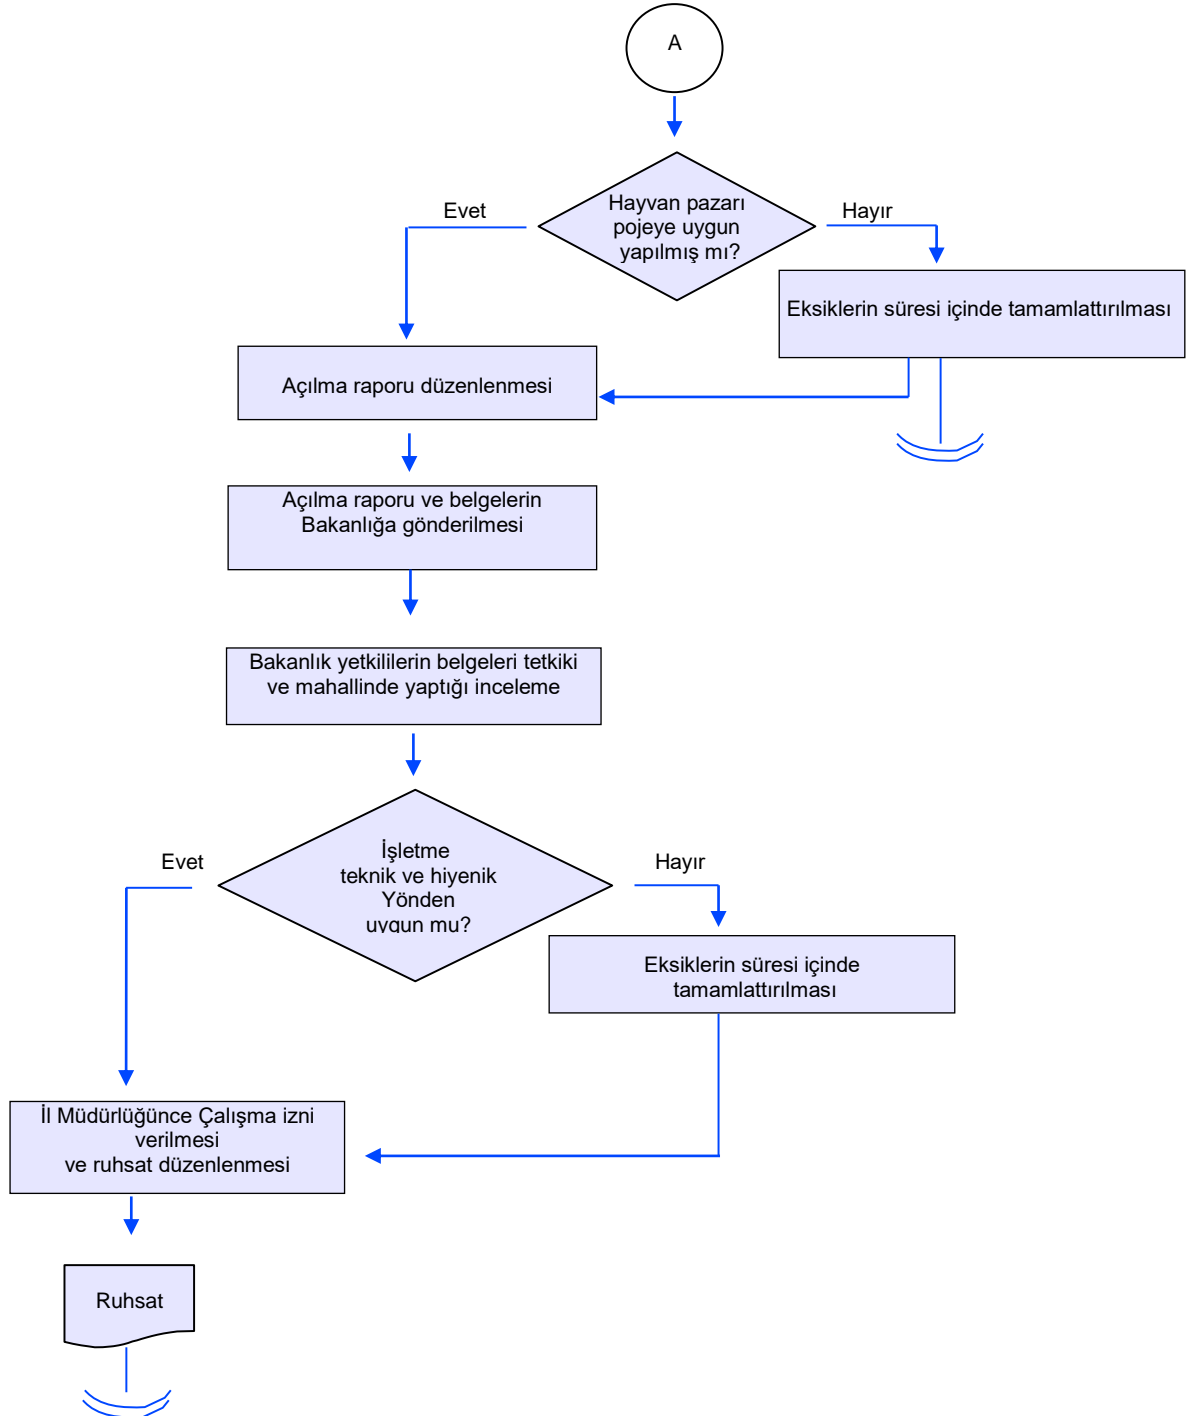 A
Hayvan pazarı
pojeye uygun
yapılmış mı?
Evet
Hayır
Eksiklerin süresi içinde tamamlattırılması
Açılma raporu düzenlenmesi
Açılma raporu ve belgelerin
Bakanlığa gönderilmesi
Bakanlık yetkililerin belgeleri tetkiki
ve mahallinde yaptığı inceleme
İşletme
teknik ve hiyenik
Yönden
uygun mu?
Evet
Hayır
Eksiklerin süresi içinde
tamamlattırılması
İl Müdürlüğünce Çalışma izni
verilmesi
ve ruhsat düzenlenmesi
Ruhsat